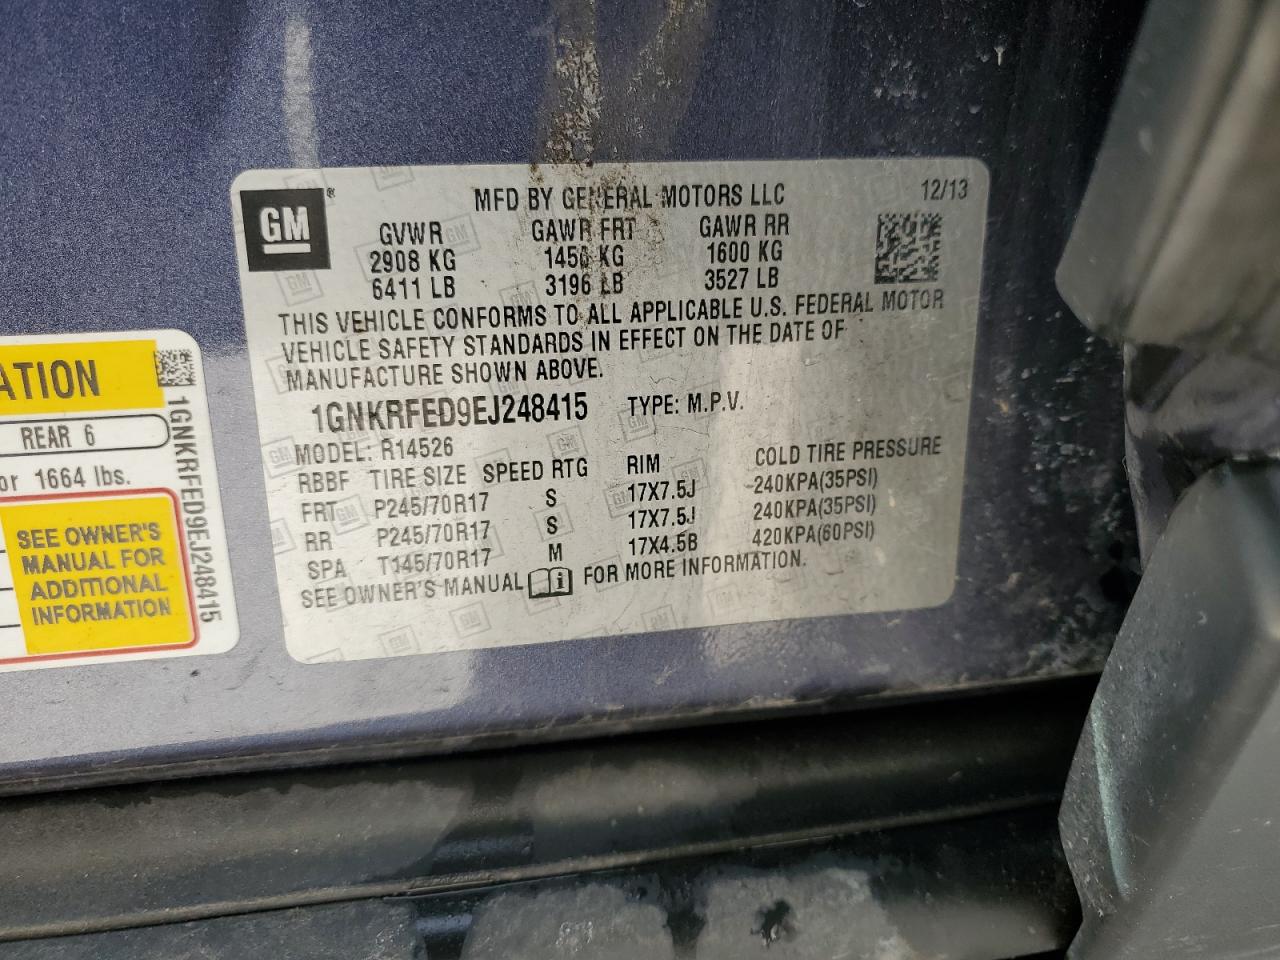 GM
®
MFD BY GENERAL MOTORS LLC
12/13
GVWR GAWR FRT GAWR RR
2908 KG 1450 KG 1600 KG
6411 LB 3196 LB 3527 LB
THIS VEHICLE CONFORMS TO ALL APPLICABLE U.S. FEDERAL MOTOR
VEHICLE SAFETY STANDARDS IN EFFECT ON THE DATE OF
MANUFACTURE SHOWN ABOVE.
1GNKRFED9EJ248415 TYPE: M.P.V.
MODEL: R14526
RBBF TIRE SIZE SPEED RTG RIM COLD TIRE PRESSURE
FRT P245/70R17 S 17X7.5J 240KPA(35PSI)
RR P245/70R17 S 17X7.5J 240KPA(35PSI)
SPA T145/70R17 M 17X4.5B 420KPA(60PSI)
SEE OWNER'S MANUAL i FOR MORE INFORMATION.
ATION
REAR 6
or 1664 lbs.
SEE OWNER'S
MANUAL FOR
ADDITIONAL
INFORMATION
1GNKRFED9EJ248415